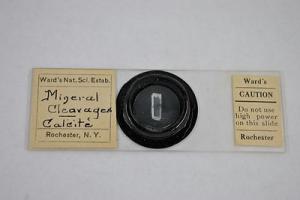 Ward's Nat. Sci. Estab.
Mineral
Cleavages
Calcite
Rochester, N. Y.
Ward's
CAUTION
Do not use
high power
on this slide
Rochester